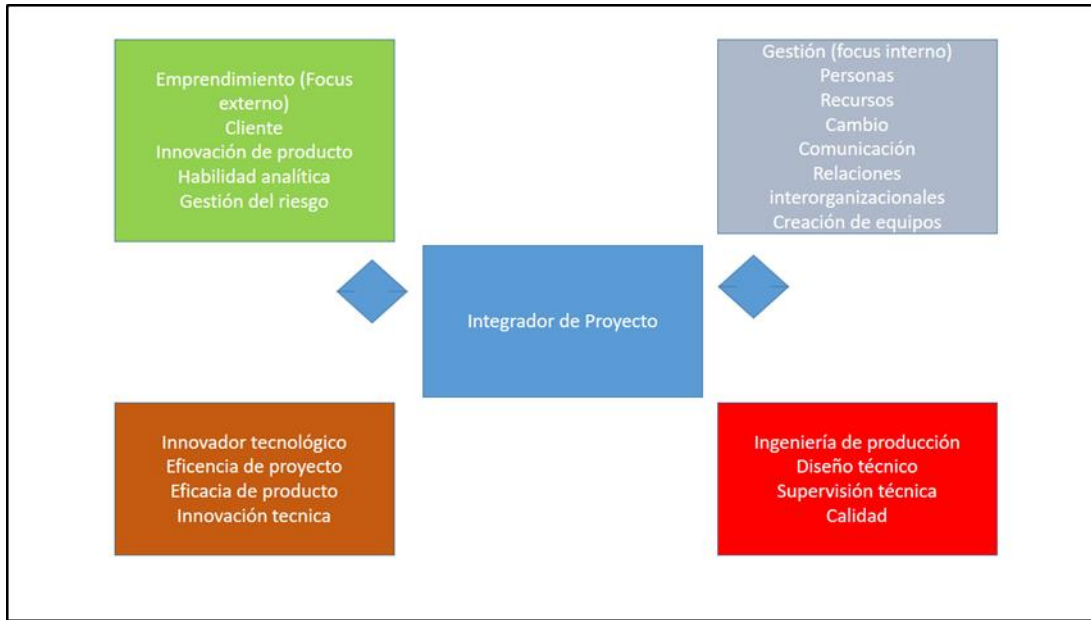 Emprendimiento (Focus
externo)
Cliente
Innovación de producto
Habilidad analítica
Gestión del riesgo
Gestión (focus interno)
Personas
Recursos
Cambio
Comunicación
Relaciones
interorganizacionales
Creación de equipos
Integrador de Proyecto
Innovador tecnológico
Eficencia de proyecto
Eficacia de producto
Innovación tecnica
Ingeniería de producción
Diseño técnico
Supervisión técnica
Calidad